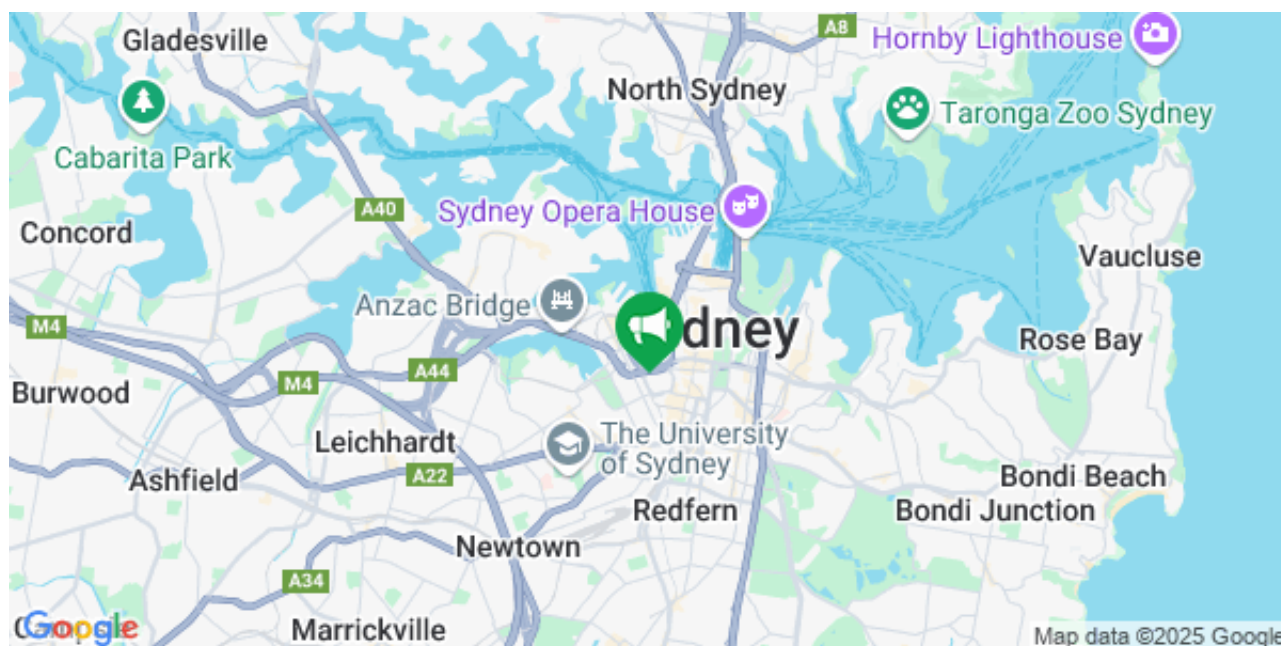 Gladesville
A8
Hornby Lighthouse
North Sydney
Taronga Zoo Sydney
Cabarita Park
A40
Sydney Opera House
Concord
Vaucluse
Anzac Bridge
M4
dney
Rose Bay
M4
A44
Burwood
Leichhardt
The University
of Sydney
A22
Ashfield
Bondi Beach
Redfern
Bondi Junction
Newtown
A34
Google
Marrickville
Map data ©2025 Google